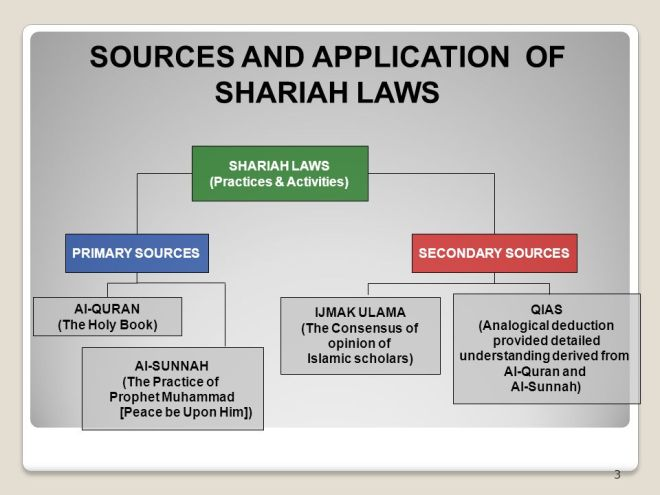 SOURCES AND APPLICATION OF
SHARIAH LAWS
SHARIAH LAWS
(Practices & Activities)
PRIMARY SOURCES
SECONDARY SOURCES
Al-QURAN
(The Holy Book)
Al-SUNNAH
(The Practice of
Prophet Muhammad
[Peace be Upon Him])
IJMAK ULAMA
(The Consensus of
opinion of
Islamic scholars)
QIAS
(Analogical deduction
provided detailed
understanding derived from
Al-Quran and
Al-Sunnah)
3